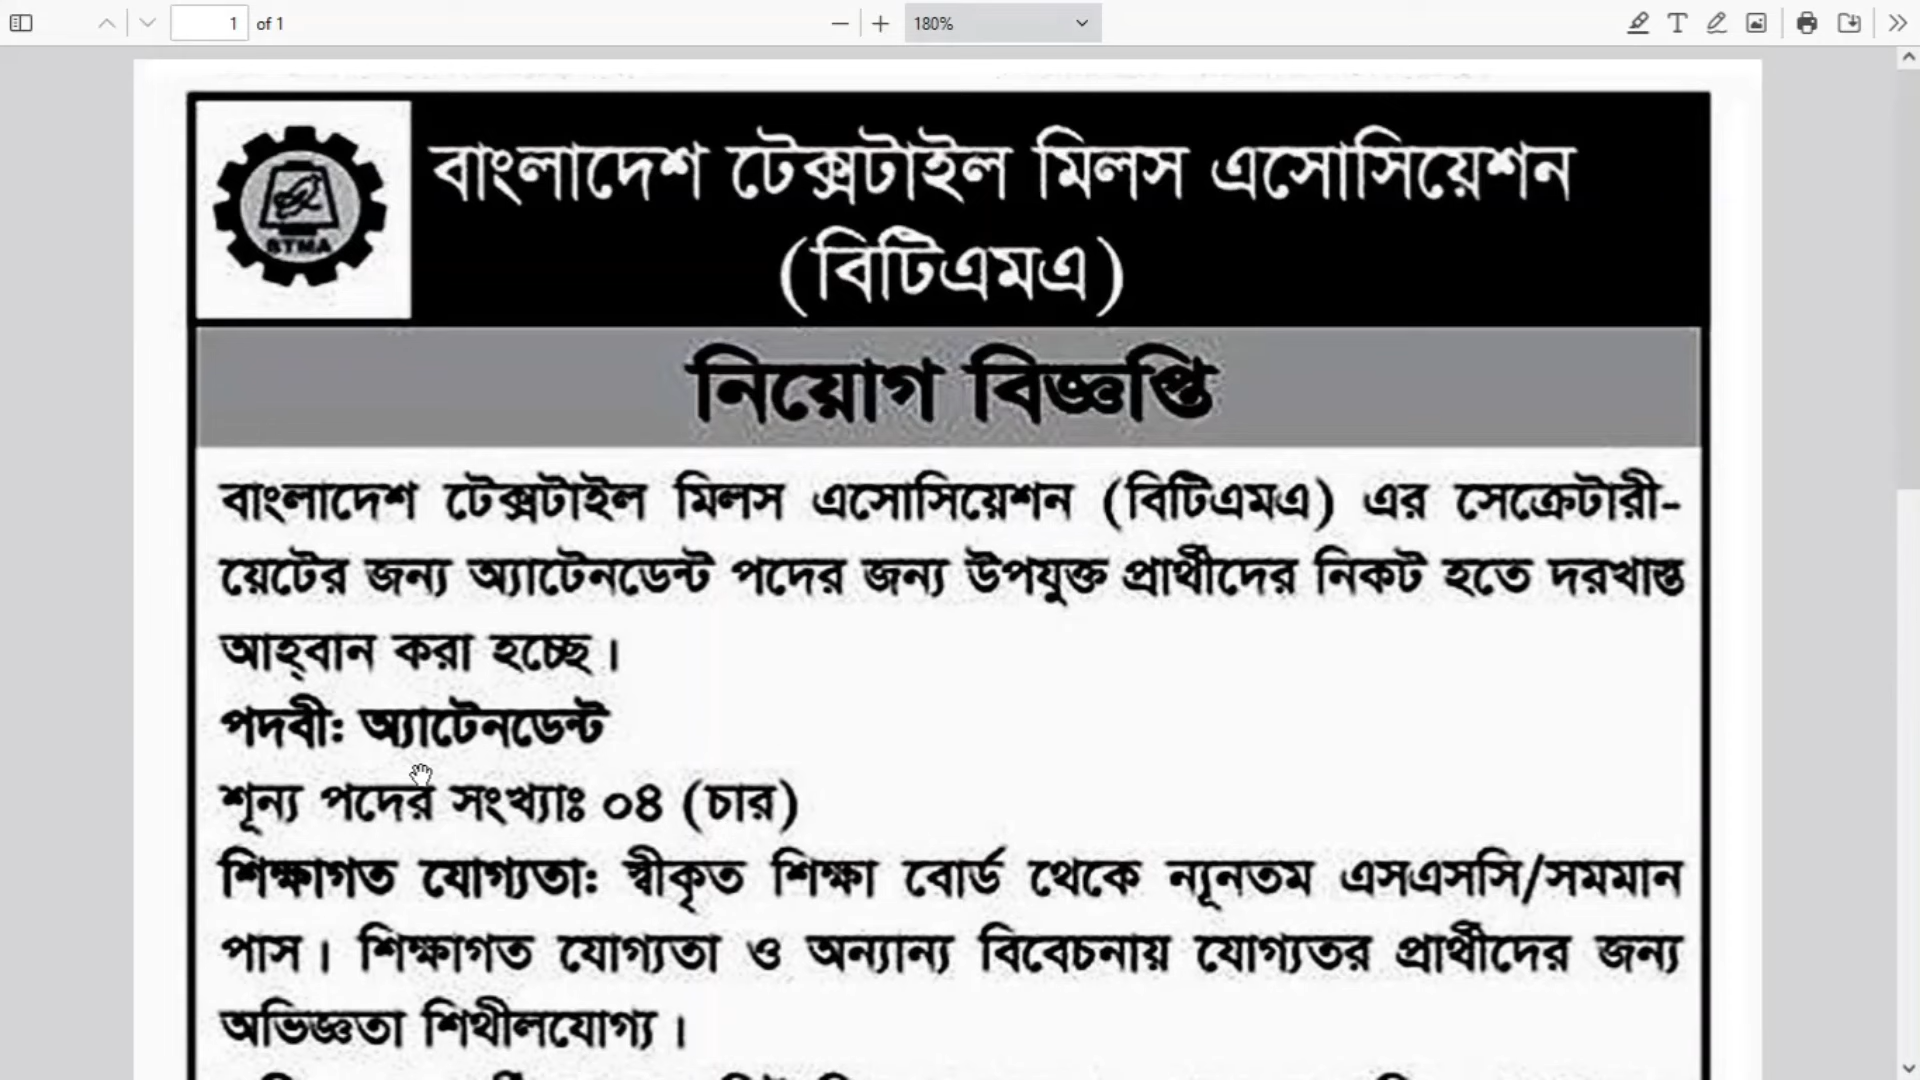 1 of 1
180%
বাংলাদেশ টেক্সটাইল মিলস এসোসিয়েশন
(বিটিএমএ)
BTMA
নিয়োগ বিজ্ঞপ্তি
বাংলাদেশ টেক্সটাইল মিলস এসোসিয়েশন (বিটিএমএ) এর সেক্রেটারী-
য়েটের জন্য অ্যাটেনডেন্ট পদের জন্য উপযুক্ত প্রার্থীদের নিকট হতে দরখাস্ত
আহ্বান করা হচ্ছে।
পদবী: অ্যাটেনডেন্ট
শূন্য পদের সংখ্যাঃ ০৪ (চার)
শিক্ষাগত যোগ্যতা: স্বীকৃত শিক্ষা বোর্ড থেকে ন্যূনতম এসএসসি/সমমান
পাস। শিক্ষাগত যোগ্যতা ও অন্যান্য বিবেচনায় যোগ্যতর প্রার্থীদের জন্য
অভিজ্ঞতা শিথীলযোগ্য।